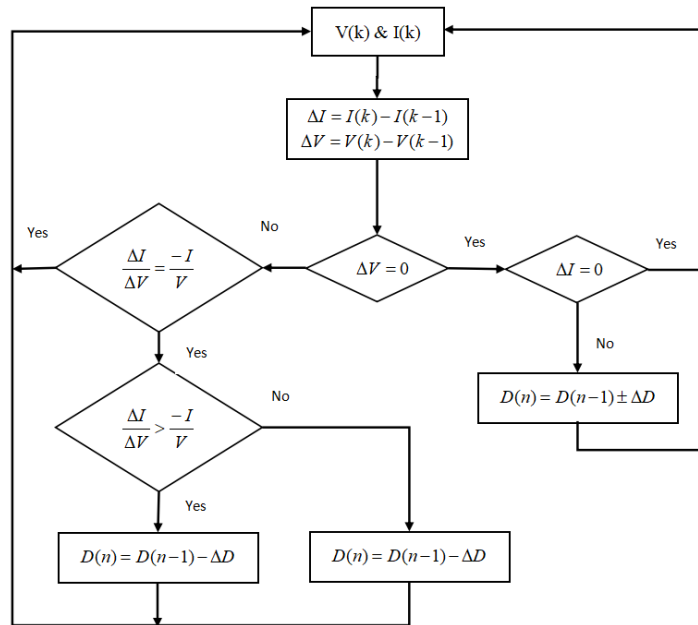 V(k) & I(k)
ΔI = I(k) − I(k−1)
ΔV = V(k) − V(k−1)
Yes
No
Yes
Yes
ΔI/ΔV = −I/V
ΔV = 0
ΔI = 0
Yes
No
ΔI/ΔV > −I/V
No
D(n) = D(n−1) ± ΔD
Yes
D(n) = D(n−1) − ΔD
D(n) = D(n−1) − ΔD